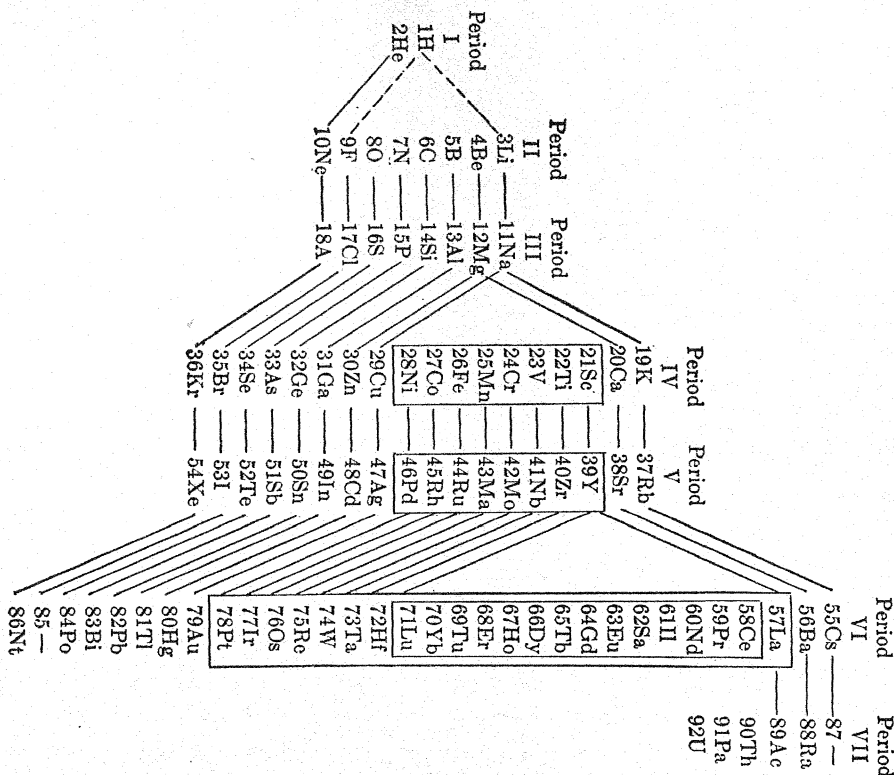 Period
I
1H
2He
Period
II
3Li
4Be
5B
6C
7N
8O
9F
10Ne
Period
III
11Na
12Mg
13Al
14Si
15P
16S
17Cl
18A
Period
IV
19K
20Ca
21Sc
22Ti
23V
24Cr
25Mn
26Fe
27Co
28Ni
29Cu
30Zn
31Ga
32Ge
33As
34Se
35Br
36Kr
Period
V
37Rb
38Sr
39Y
40Zr
41Nb
42Mo
43Ma
44Ru
45Rh
46Pd
47Ag
48Cd
49In
50Sn
51Sb
52Te
53I
54Xe
Period
VI
55Cs
56Ba
57La
58Ce
59Pr
60Nd
61Il
62Sa
63Eu
64Gd
65Tb
66Dy
67Ho
68Er
69Tu
70Yb
71Lu
72Hf
73Ta
74W
75Re
76Os
77Ir
78Pt
79Au
80Hg
81Tl
82Pb
83Bi
84Po
85—
86Nt
Period
VII
87—
88Ra
89Ac
90Th
91Pa
92U